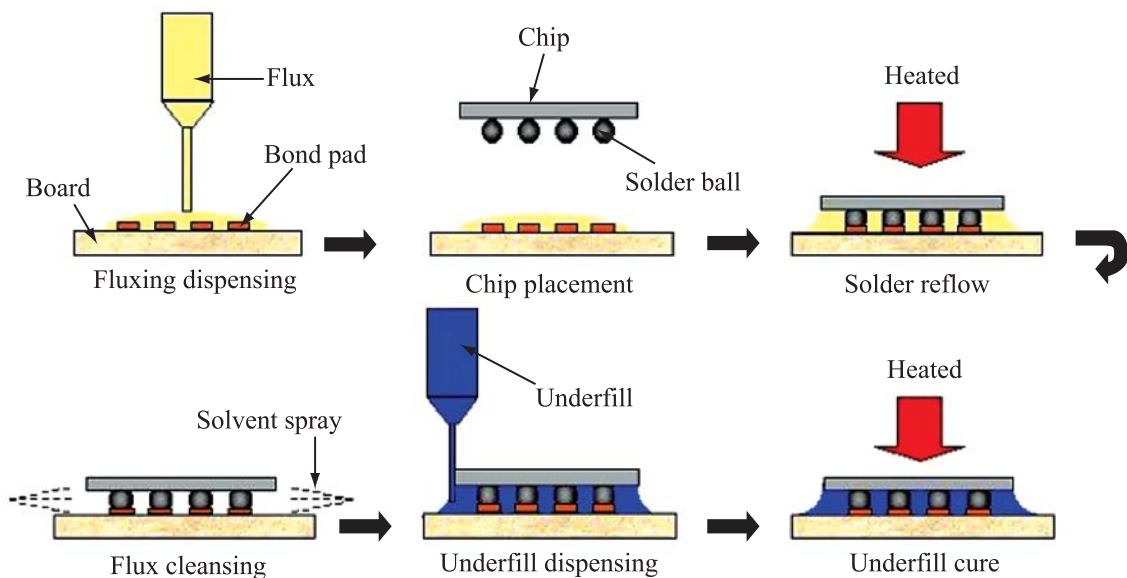 Flux
Bond pad
Board
Fluxing dispensing
Chip
Solder ball
Chip placement
Heated
Solder reflow
Solvent spray
Flux cleansing
Underfill
Underfill dispensing
Heated
Underfill cure